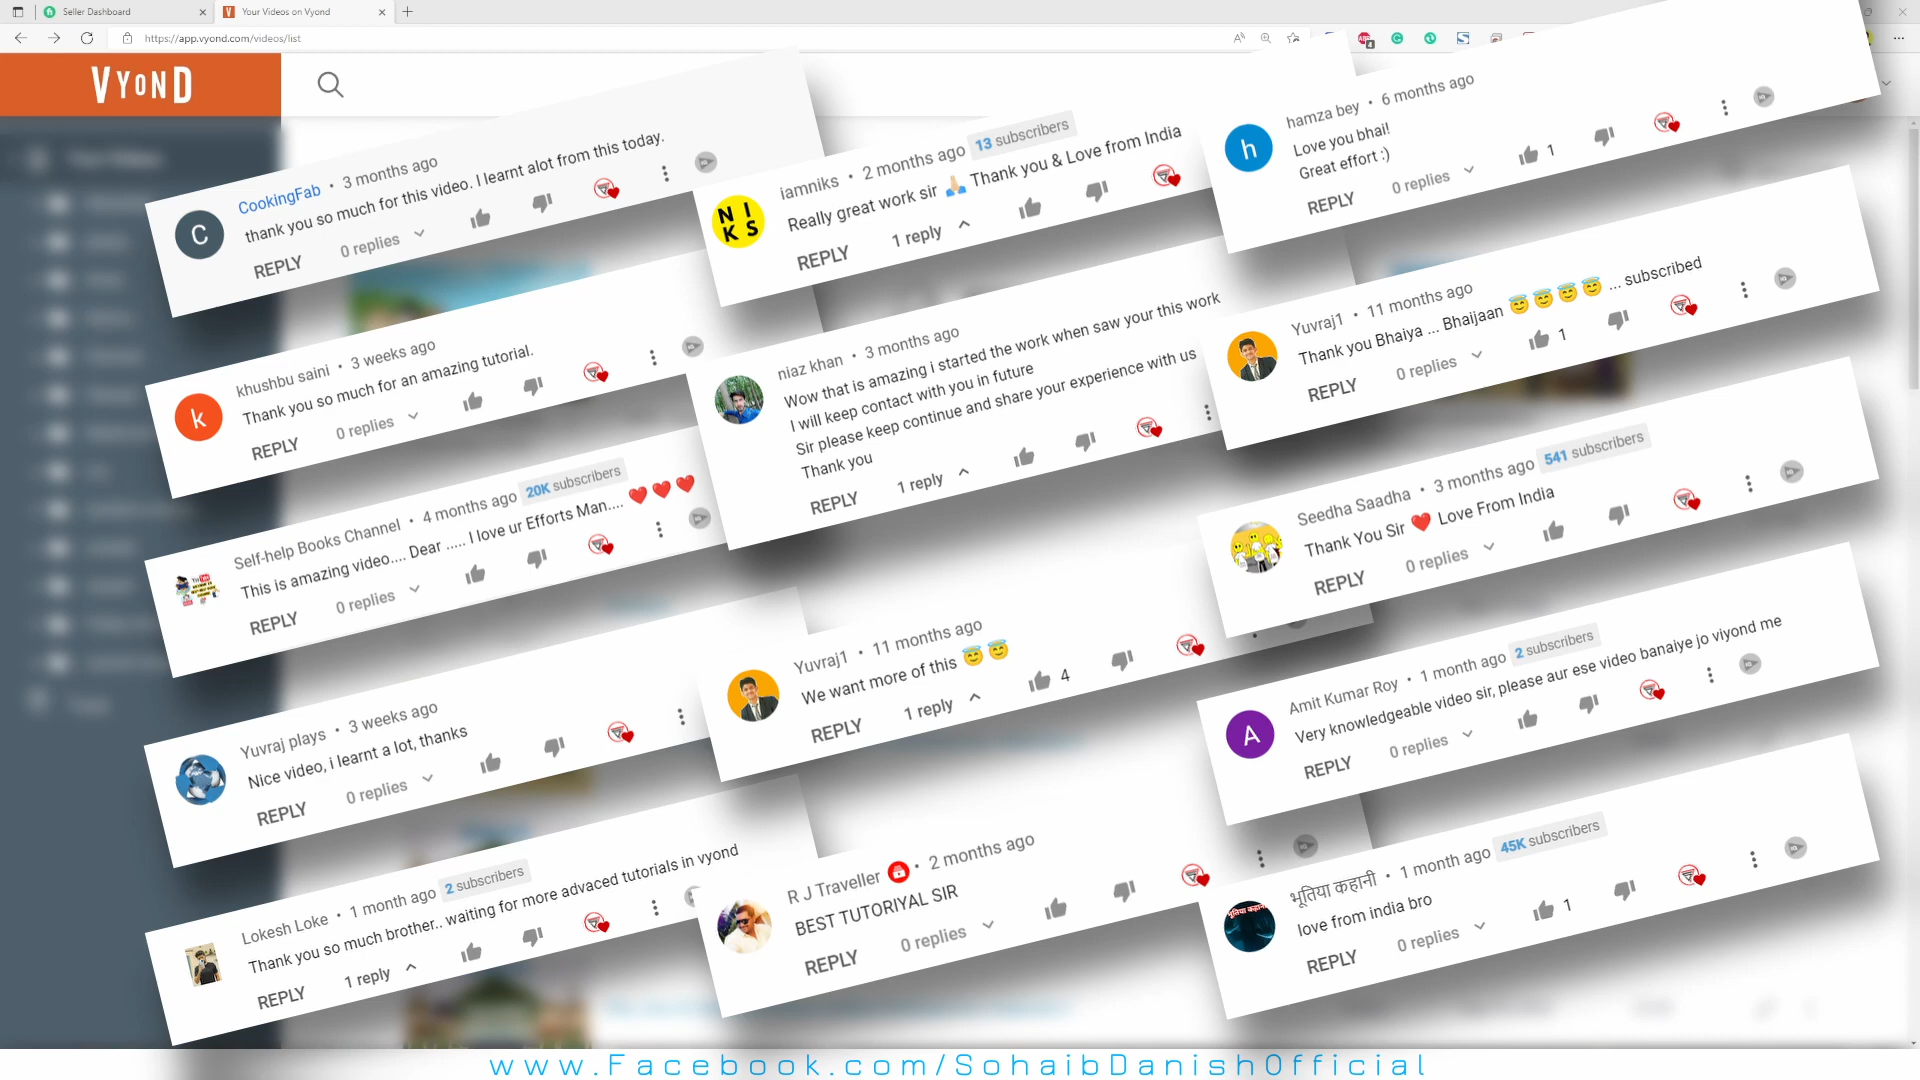 Seller Dashboard
Your Videos on Vyond
https://app.vyond.com/videos/list
VYOND
CookingFab • 3 months ago
thank you so much for this video. I learnt alot from this today.
REPLY 0 replies
khushbu saini • 3 weeks ago
Thank you so much for an amazing tutorial.
REPLY 0 replies
Self-help Books Channel • 4 months ago 20K subscribers
This is amazing video.... Dear ..... I love ur Efforts Man.... ❤️❤️❤️
REPLY 0 replies
Yuvraj plays • 3 weeks ago
Nice video, i learnt a lot, thanks
REPLY 0 replies
Lokesh Loke • 1 month ago 2 subscribers
Thank you so much brother.. waiting for more advaced tutorials in vyond
REPLY 1 reply
NIKS
iamniks • 2 months ago 13 subscribers
Really great work sir 🙏🏻 Thank you & Love from India
REPLY 1 reply
niaz khan • 3 months ago
Wow that is amazing i started the work when saw your this work
I will keep contact with you in future
Sir please keep continue and share your experience with us
Thank you
REPLY 1 reply
Yuvraj1 • 11 months ago
We want more of this 😇😇
REPLY 1 reply 4
R J Traveller • 2 months ago
BEST TUTORIYAL SIR
REPLY 0 replies
h
hamza bey • 6 months ago
Love you bhai!
Great effort :)
REPLY 0 replies 1
Yuvraj1 • 11 months ago
Thank you Bhaiya ... Bhaijaan 😇😇😇😇 ... subscribed
REPLY 0 replies 1
Seedha Saadha • 3 months ago 541 subscribers
Thank You Sir ❤️ Love From India
REPLY 0 replies
A
Amit Kumar Roy • 1 month ago 2 subscribers
Very knowledgeable video sir, please aur ese video banaiye jo viyond me
REPLY 0 replies
भूतिया कहानी • 1 month ago 45K subscribers
love from india bro
REPLY 0 replies 1
www.Facebook.com/SohaibDanishOfficial